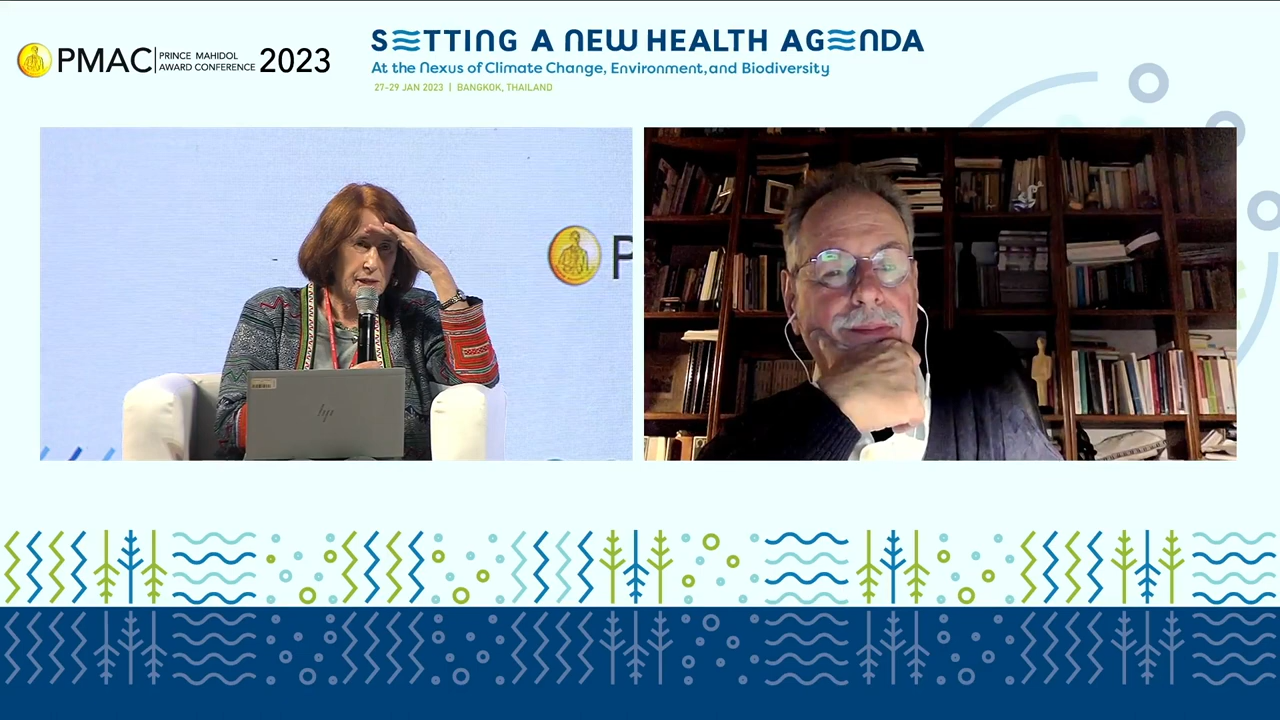 PMAC
PRINCE MAHIDOL
AWARD CONFERENCE
2023
SETTING A NEW HEALTH AGENDA
At the Nexus of Climate Change, Environment, and Biodiversity
27-29 JAN 2023 | BANGKOK, THAILAND
P
hp